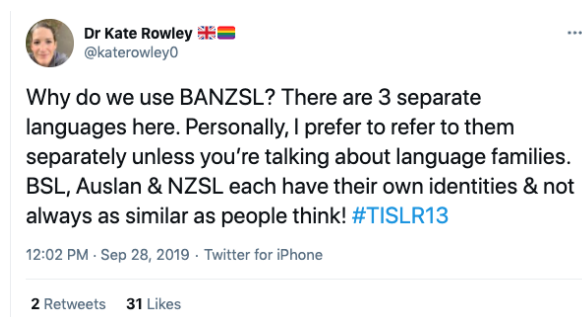 Dr Kate Rowley 🇬🇧🏳️‍🌈
@katerowley0
Why do we use BANZSL? There are 3 separate
languages here. Personally, I prefer to refer to them
separately unless you’re talking about language families.
BSL, Auslan & NZSL each have their own identities & not
always as similar as people think! #TISLR13
12:02 PM · Sep 28, 2019 · Twitter for iPhone
2 Retweets 31 Likes